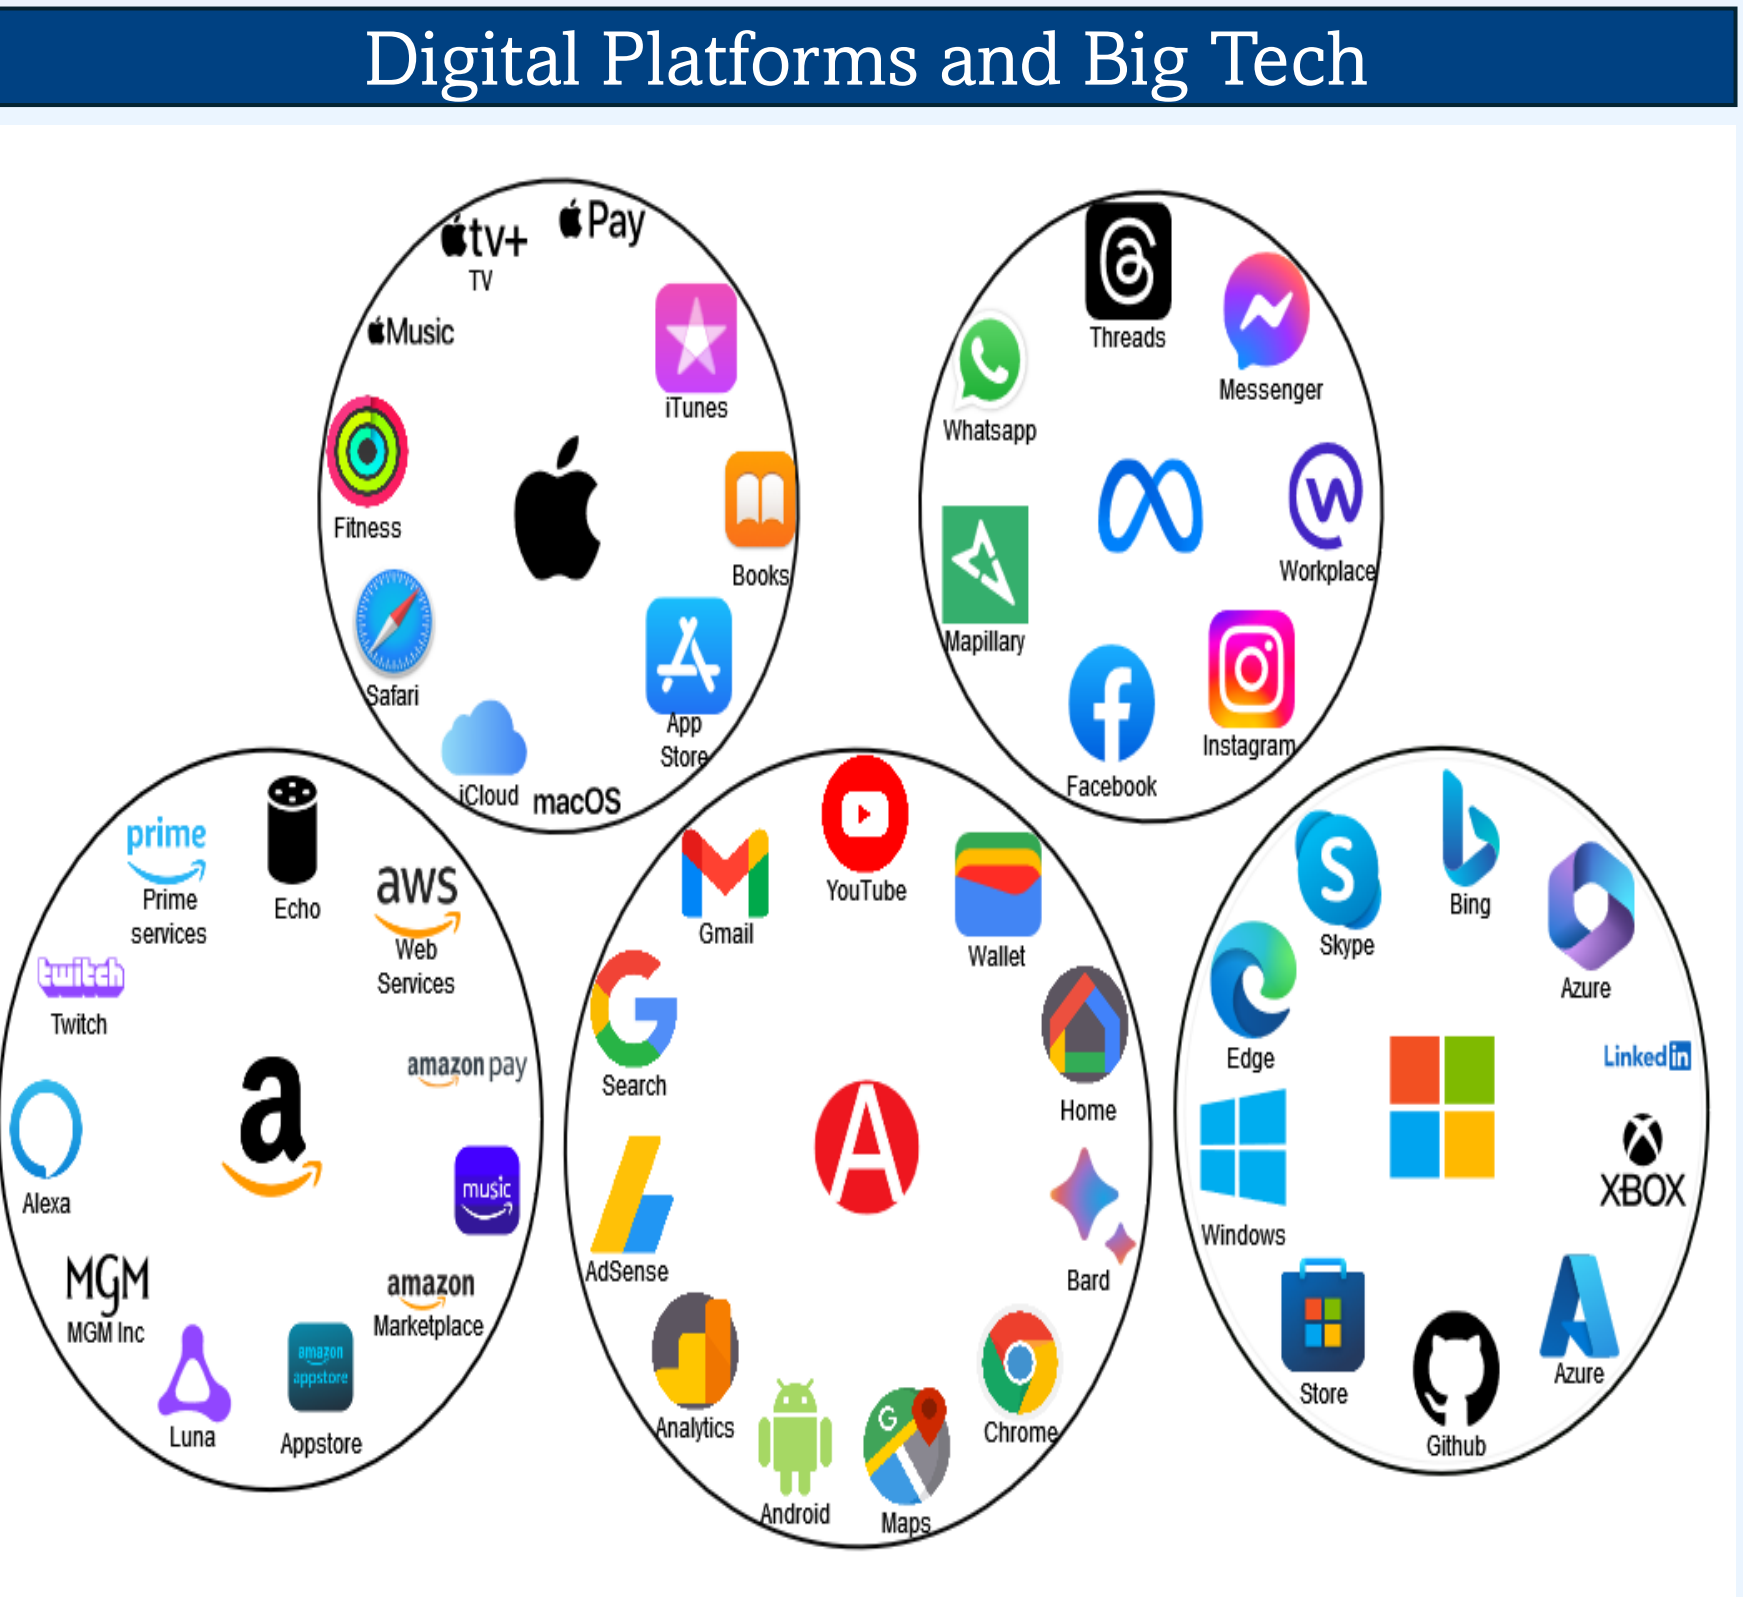 Digital Platforms and Big Tech
tv+
TV
Pay
Music
iTunes
Fitness
Books
Safari
App
Store
iCloud
macOS
Threads
Messenger
Whatsapp
Workplace
Mapillary
Instagram
Facebook
prime
Prime
services
Echo
aws
Web
Services
twitch
Twitch
amazon pay
a
Alexa
music
MGM
MGM Inc
amazon
Marketplace
Luna
amazon
appstore
Appstore
YouTube
Gmail
Wallet
G
Search
Home
A
AdSense
Bard
Analytics
Chrome
Android
G
Maps
Bing
S
Skype
Azure
Edge
Linked in
Windows
XBOX
Store
Azure
Github